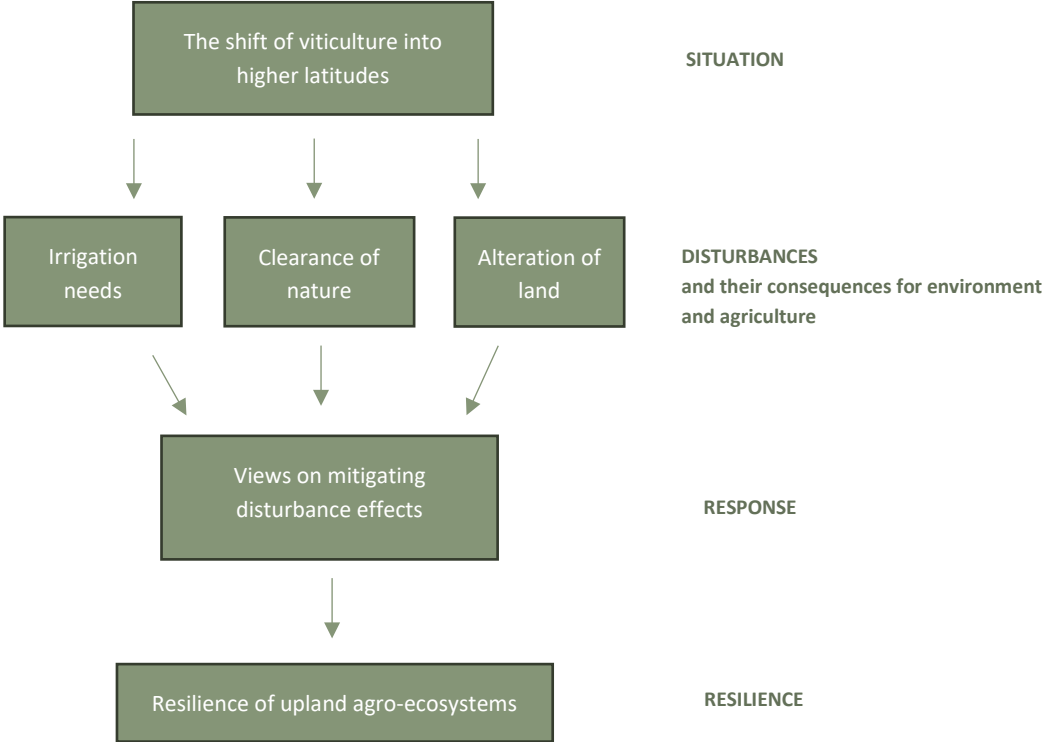 The shift of viticulture into
higher latitudes
SITUATION
Irrigation
needs
Clearance of
nature
Alteration of
land
DISTURBANCES
and their consequences for environment
and agriculture
Views on mitigating
disturbance effects
RESPONSE
Resilience of upland agro-ecosystems
RESILIENCE